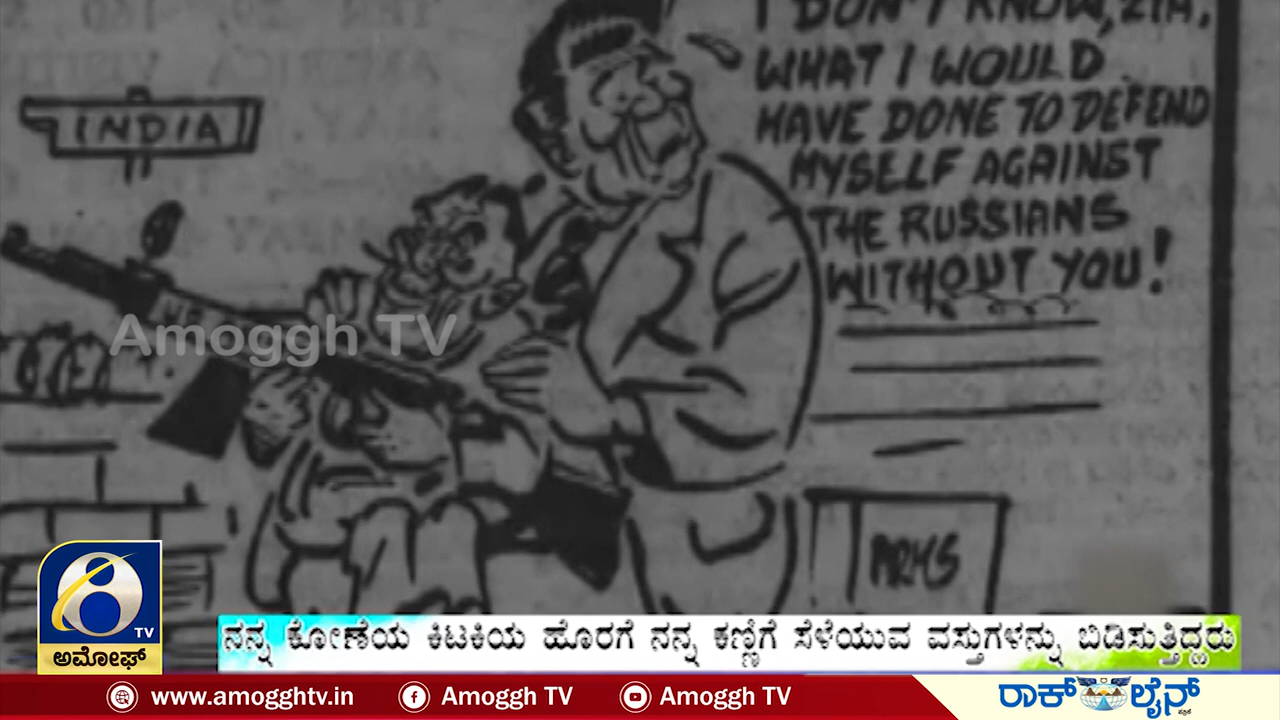 I DON'T KNOW, ZIA,
WHAT I WOULD
HAVE DONE TO DEFEND
MYSELF AGAINST
THE RUSSIANS
WITHOUT YOU!
INDIA
Amoggh TV
ARMS
TV
ಅಮೋಘ್
ನನ್ನ ಕೋಣೆಯ ಕಿಟಕಿಯ ಹೊರಗೆ ನನ್ನ ಕಣ್ಣಿಗೆ ಸೆಳೆಯುವ ವಸ್ತುಗಳನ್ನು ಬಿಡಿಸುತ್ತಿದ್ದರು
www.amogghtv.in Amoggh TV Amoggh TV
ರಾಕ್ ಲೈನ್